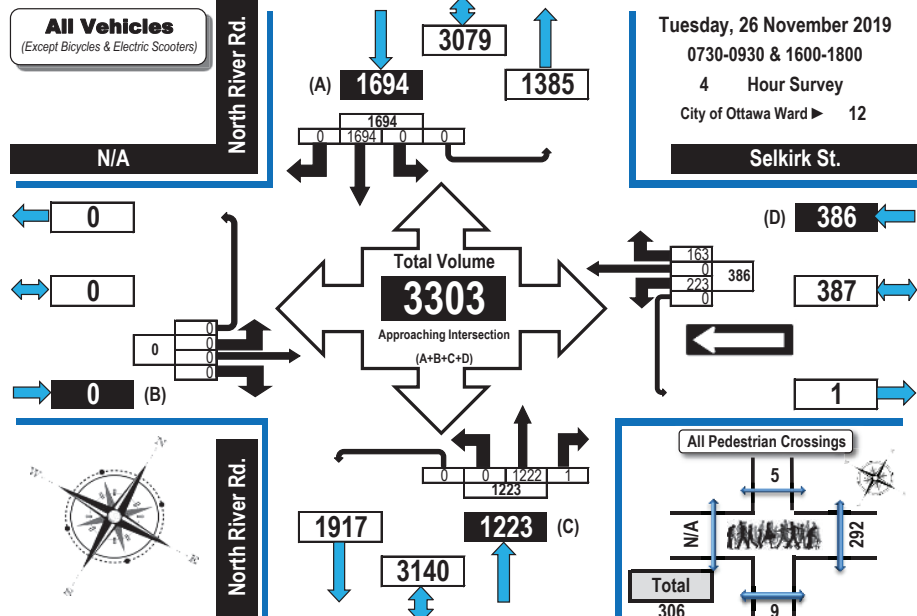 All Vehicles
(Except Bicycles & Electric Scooters)
North River Rd.
N/A
3079
(A) 1694
1385
1694
0 1694 0 0
Tuesday, 26 November 2019
0730-0930 & 1600-1800
4 Hour Survey
City of Ottawa Ward ► 12
Selkirk St.
0
0
0
0
0
0
0
0 (B)
Total Volume
3303
Approaching Intersection
(A+B+C+D)
(D) 386
163
0
223
0
386
387
1
N
E
S
W
North River Rd.
0 0 1222 1
1223
1917
1223 (C)
3140
All Pedestrian Crossings
5
N/A
292
9
Total
306